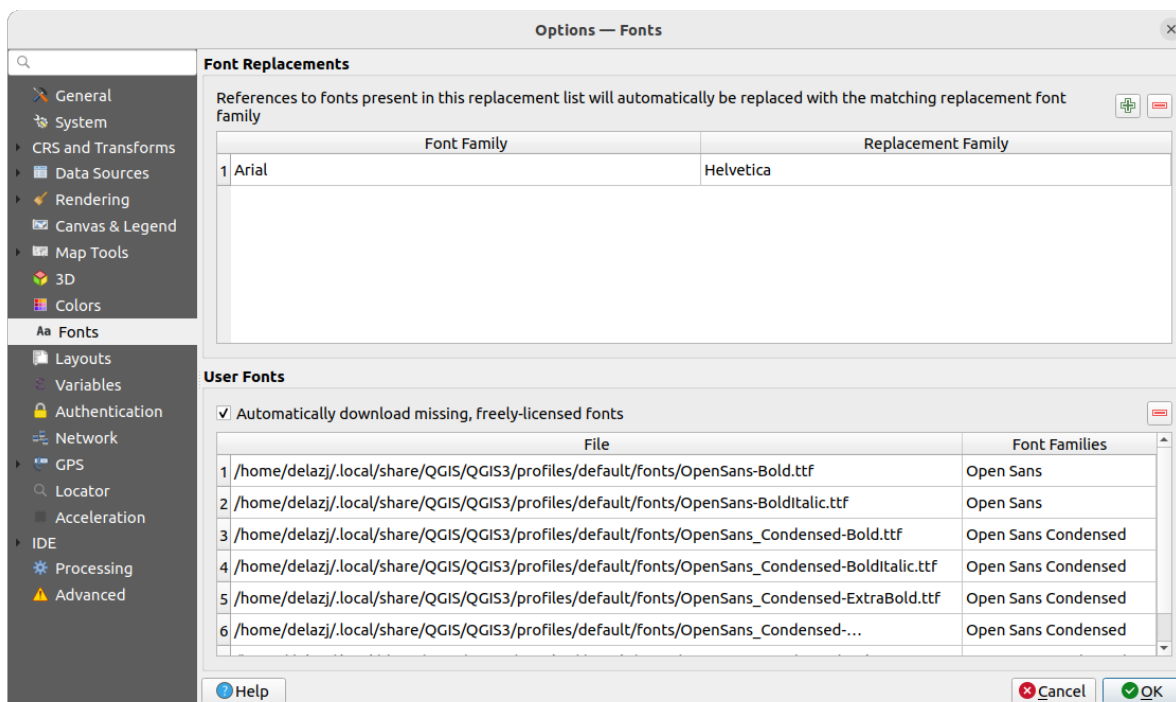 Options — Fonts
General
System
CRS and Transforms
Data Sources
Rendering
Canvas & Legend
Map Tools
3D
Colors
Aa Fonts
Layouts
Variables
Authentication
Network
GPS
Locator
Acceleration
IDE
Processing
Advanced
Font Replacements
References to fonts present in this replacement list will automatically be replaced with the matching replacement font
family
Font Family Replacement Family
1 Arial Helvetica
User Fonts
Automatically download missing, freely-licensed fonts
File Font Families
1 /home/delazj/.local/share/QGIS/QGIS3/profiles/default/fonts/OpenSans-Bold.ttf Open Sans
2 /home/delazj/.local/share/QGIS/QGIS3/profiles/default/fonts/OpenSans-BoldItalic.ttf Open Sans
3 /home/delazj/.local/share/QGIS/QGIS3/profiles/default/fonts/OpenSans_Condensed-Bold.ttf Open Sans Condensed
4 /home/delazj/.local/share/QGIS/QGIS3/profiles/default/fonts/OpenSans_Condensed-BoldItalic.ttf Open Sans Condensed
5 /home/delazj/.local/share/QGIS/QGIS3/profiles/default/fonts/OpenSans_Condensed-ExtraBold.ttf Open Sans Condensed
6 /home/delazj/.local/share/QGIS/QGIS3/profiles/default/fonts/OpenSans_Condensed-... Open Sans Condensed
Help Cancel OK